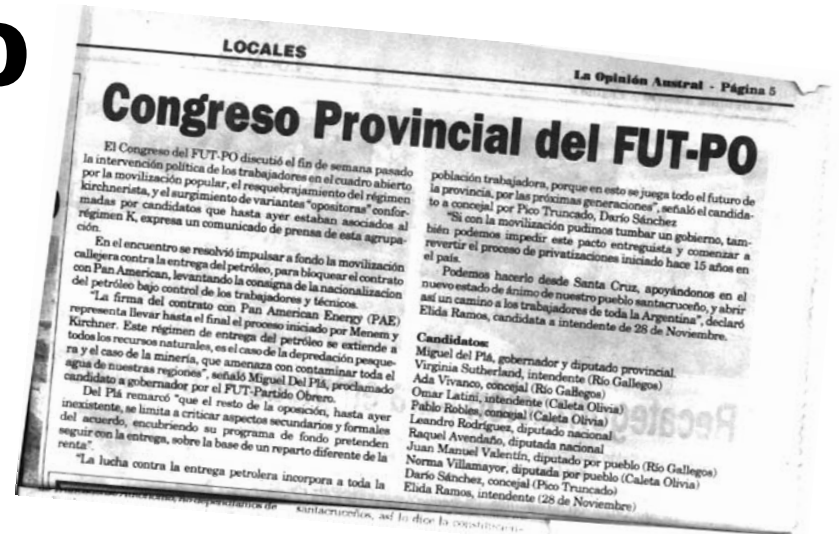 O
LOCALES
La Opinión Austral - Página 5
Congreso Provincial del FUT-PO
El Congreso del FUT-PO discutió el fin de semana pasado
la intervención política de los trabajadores en el cuadro abierto
por la movilización popular, el resquebrajamiento del régimen
kirchnerista, y el surgimiento de variantes "opositoras" confor-
madas por candidatos que hasta ayer estaban asociados al
régimen K, expresa un comunicado de prensa de esta agrupa-
ción.
En el encuentro se resolvió impulsar a fondo la movilización
callejera contra la entrega del petróleo, para bloquear el contrato
con Pan American, levantando la consigna de la nacionalizacion
del petróleo bajo control de los trabajadores y técnicos.
"La firma del contrato con Pan American Energy (PAE)
representa llevar hasta el final el proceso iniciado por Menem y
Kirchner. Este régimen de entrega del petróleo se extiende a
todos los recursos naturales, es el caso de la depredación pesque-
ra y el caso de la minería, que amenaza con contaminar toda el
agua de nuestras regiones", señaló Miguel Del Plá, proclamado
candidato a gobernador por el FUT-Partido Obrero.
Del Plá remarcó "que el resto de la oposición, hasta ayer
inexistente, se limita a criticar aspectos secundarios y formales
del acuerdo, encubriendo su programa de fondo pretenden
seguir con la entrega, sobre la base de un reparto diferente de la
renta".
"La lucha contra la entrega petrolera incorpora a toda la
población trabajadora, porque en esto se juega todo el futuro de
la provincia, por las próximas generaciones", señaló el candida-
to a concejal por Pico Truncado, Darío Sánchez
"Si con la movilización pudimos tumbar un gobierno, tam-
bién podemos impedir este pacto entreguista y comenzar a
revertir el proceso de privatizaciones iniciado hace 15 años en
el país.
Podemos hacerlo desde Santa Cruz, apoyándonos en el
nuevo estado de ánimo de nuestro pueblo santacruceño, y abrir
así un camino a los trabajadores de toda la Argentina", declaró
Elida Ramos, candidata a intendente de 28 de Noviembre.
Candidatos:
Miguel del Plá, gobernador y diputado provincial.
Virginia Sutherland, intendente (Río Gallegos)
Ada Vivanco, concejal (Río Gallegos)
Omar Latini, intendente (Caleta Olivia)
Pablo Robles, concejal (Caleta Olivia)
Leandro Rodríguez, diputado nacional
Raquel Avendaño, diputada nacional
Juan Manuel Valentín, diputado por pueblo (Río Gallegos)
Norma Villamayor, diputada por pueblo (Caleta Olivia)
Darío Sánchez, concejal (Pico Truncado)
Elida Ramos, intendente (28 de Noviembre)
no dependíamos de
santacruceños, así lo dice la